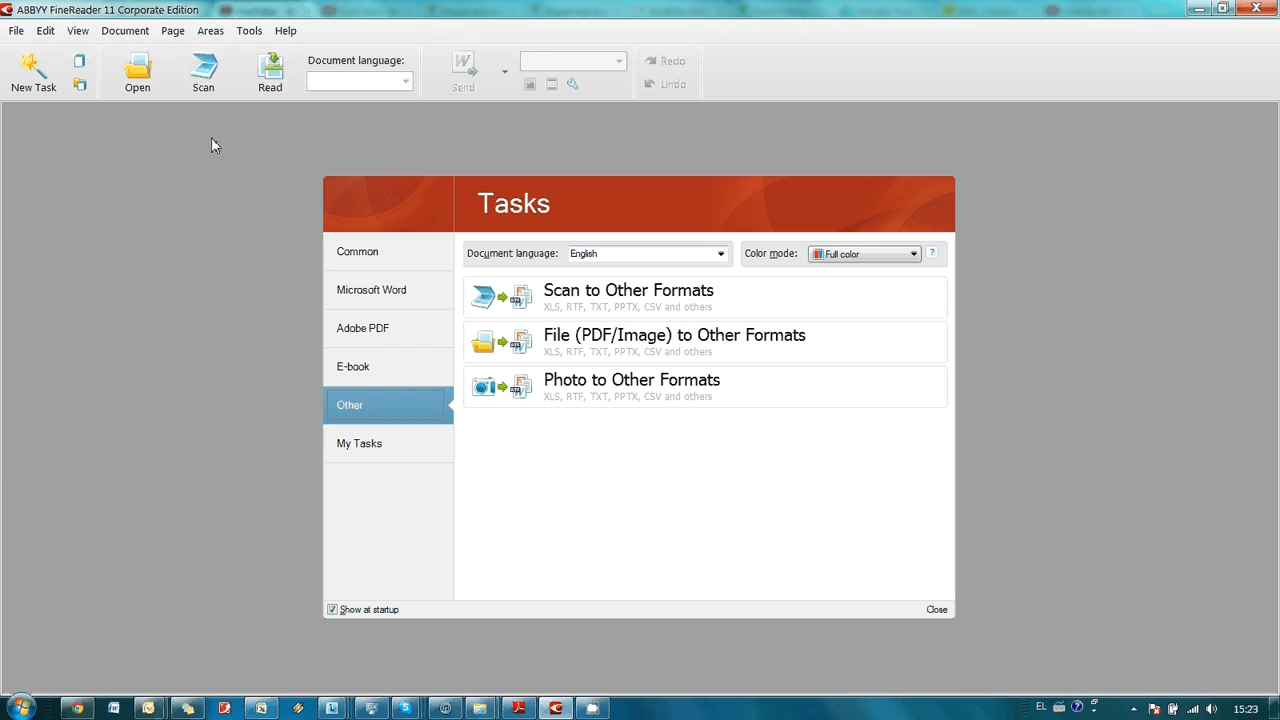 ABBYY FineReader 11 Corporate Edition
File Edit View Document Page Areas Tools Help
New Task Open Scan Read Document language: Send Redo Undo
Tasks
Document language: English Color mode: Full color ?
Common
Microsoft Word
Adobe PDF
E-book
Other
My Tasks
Scan to Other Formats
XLS, RTF, TXT, PPTX, CSV and others
File (PDF/Image) to Other Formats
XLS, RTF, TXT, PPTX, CSV and others
Photo to Other Formats
XLS, RTF, TXT, PPTX, CSV and others
Show at startup Close
EL 15:23